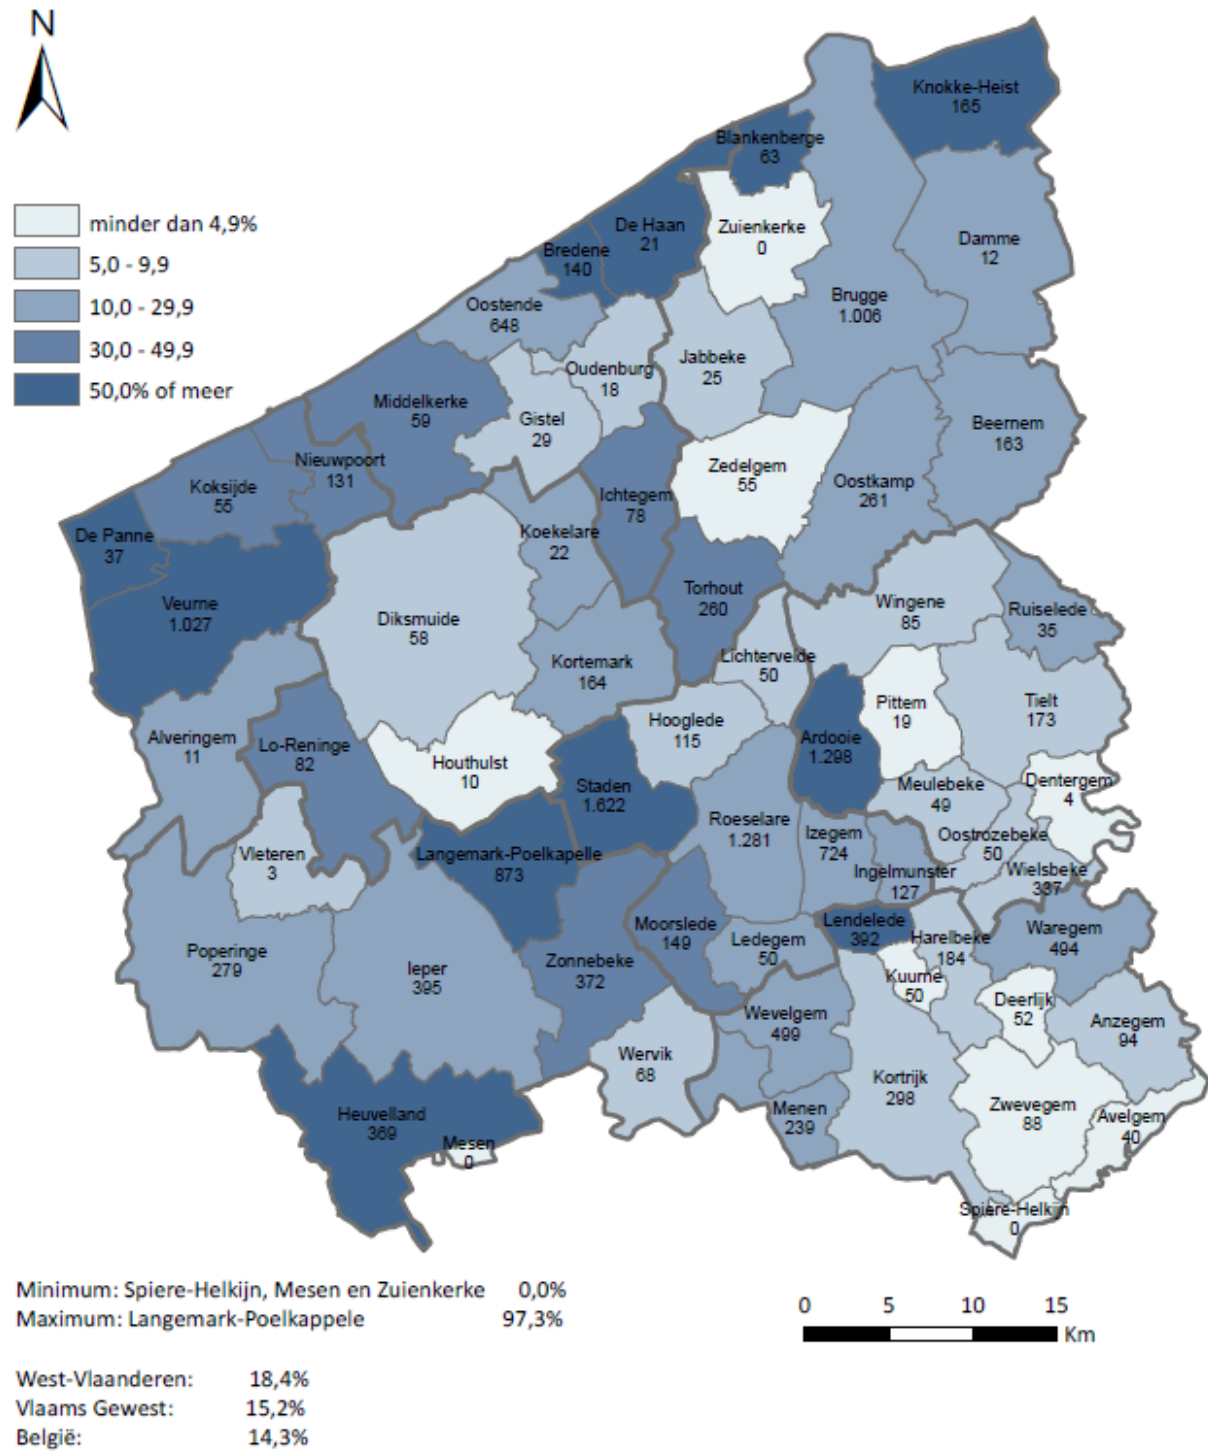 N
Knokke-Heist
165
Blankenberge
63
minder dan 4,9%
5,0 - 9,9
10,0 - 29,9
30,0 - 49,9
50,0% of meer
De Haan
21
Zuienkerke
0
Damme
12
Bredene
140
Oostende
648
Brugge
1.006
Oudenburg
18
Jabbeke
25
Middelkerke
59
Gistel
29
Beernem
163
Nieuwpoort
131
Koksijde
55
Ichtegem
78
Zedelgem
55
Oostkamp
261
De Panne
37
Koekelare
22
Veurne
1.027
Diksmuide
58
Torhout
260
Wingene
85
Ruiselede
35
Kortemark
164
Lichtervelde
50
Pittem
19
Tielt
173
Alveringem
11
Lo-Reninge
82
Houthulst
10
Hooglede
115
Ardooie
1.298
Staden
1.622
Meulebeke
49
Dentergem
4
Roeselare
1.281
Izegem
724
Oostrozebeke
50
Vleteren
3
Langemark-Poelkapelle
873
Ingelmunster
127
Wielsbeke
337
Poperinge
279
Ieper
395
Zonnebeke
372
Moorslede
149
Ledegem
50
Lendelede
392
Harelbeke
184
Waregem
494
Kuurne
50
Deerlijk
52
Anzegem
94
Wevelgem
499
Wervik
68
Kortrijk
298
Menen
239
Zwevegem
88
Avelgem
40
Heuvelland
369
Mesen
0
Spiere-Helkijn
0
Minimum: Spiere-Helkijn, Mesen en Zuienkerke 0,0%
Maximum: Langemark-Poelkappele 97,3%
0 5 10 15
Km
West-Vlaanderen: 18,4%
Vlaams Gewest: 15,2%
België: 14,3%